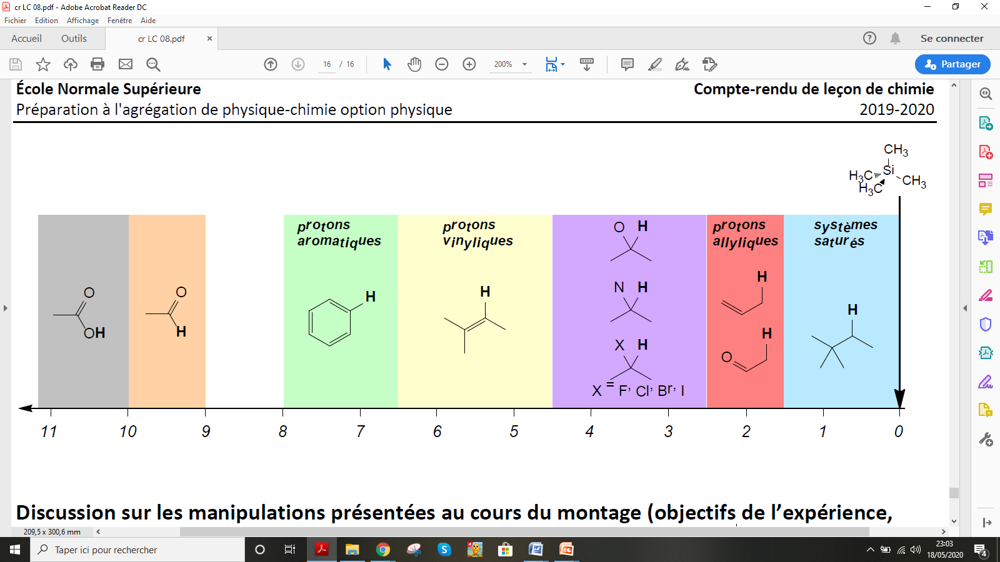 cr LC 08.pdf - Adobe Acrobat Reader DC
Fichier Edition Affichage Fenêtre Aide
Accueil Outils cr LC 08.pdf × ? Se connecter
16 / 16 200% Partager
École Normale Supérieure Compte-rendu de leçon de chimie
Préparation à l'agrégation de physique-chimie option physique 2019-2020
CH3
Si
H3C CH3
H3C
protons aromatiques
protons vinyliques
protons allyliques
systèmes saturés
O H
N H
X H
X = F, Cl, Br, I
O
OH
O
H
H
H
H
H
O
H
11 10 9 8 7 6 5 4 3 2 1 0
Discussion sur les manipulations présentées au cours du montage (objectifs de l'expérience,
209,5 x 300,6 mm
Taper ici pour rechercher
23:03
18/05/2020
4